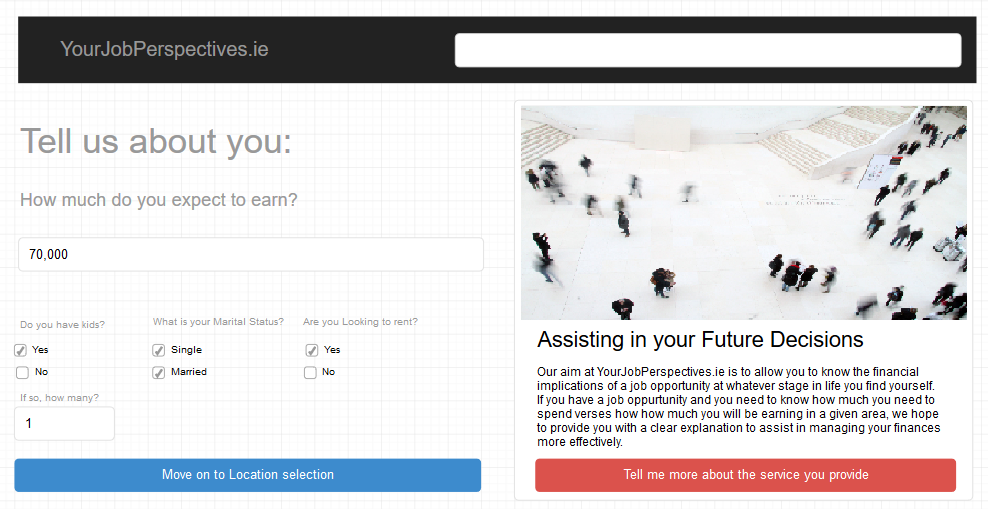 YourJobPerspectives.ie
Tell us about you:
How much do you expect to earn?
70,000
Do you have kids?
What is your Marital Status?
Are you Looking to rent?
Yes
Single
Yes
No
Married
No
If so, how many?
1
Move on to Location selection
Assisting in your Future Decisions
Our aim at YourJobPerspectives.ie is to allow you to know the financial
implications of a job opportunity at whatever stage in life you find yourself.
If you have a job oppurtunity and you need to know how much you need to
spend verses how how much you will be earning in a given area, we hope
to provide you with a clear explanation to assist in managing your finances
more effectively.
Tell me more about the service you provide